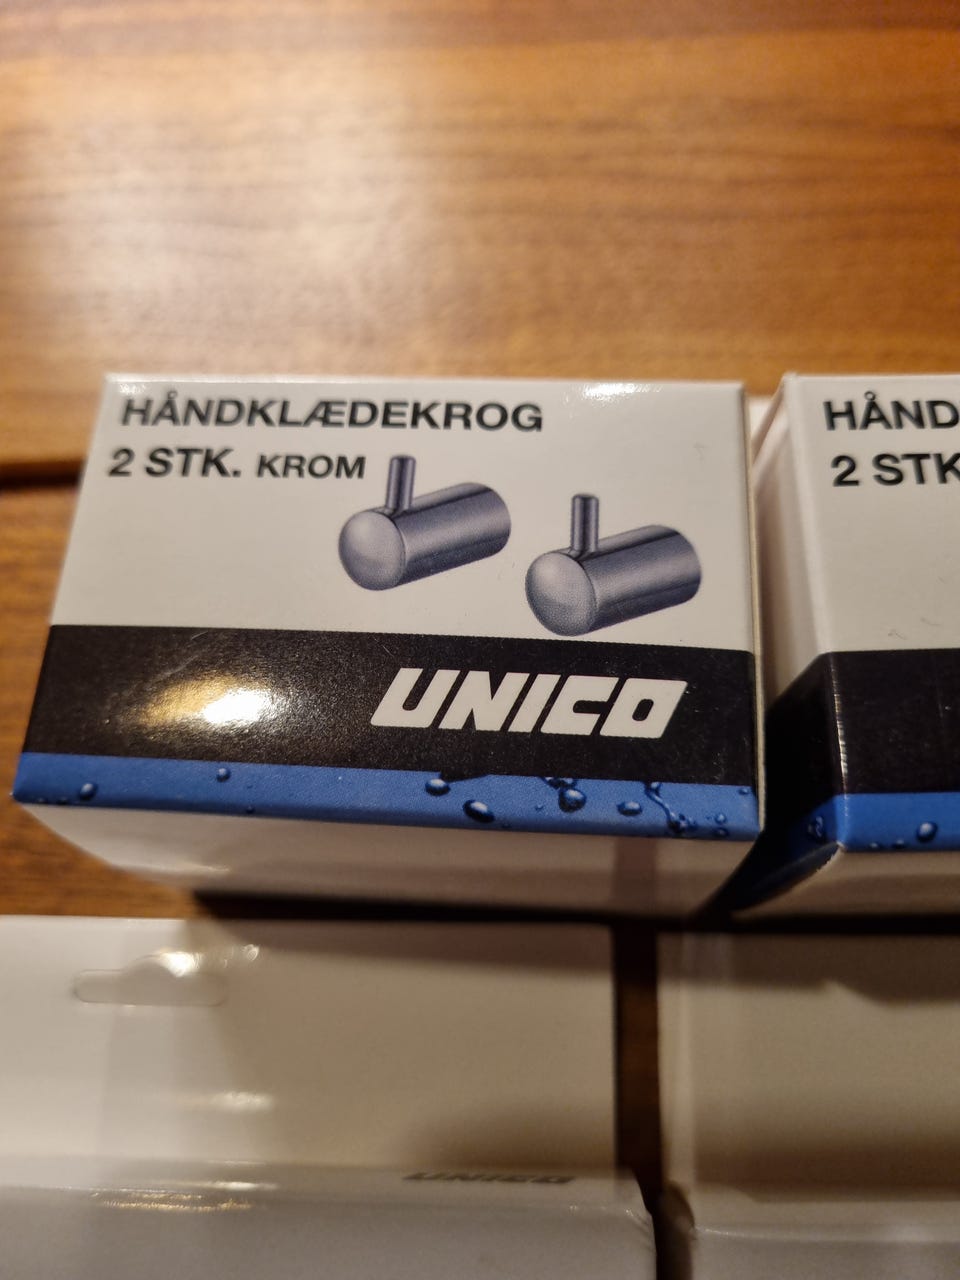 HÅNDKLÆDEKROG
2 STK. KROM
UNICO
HÅND
2 STK
UNICO